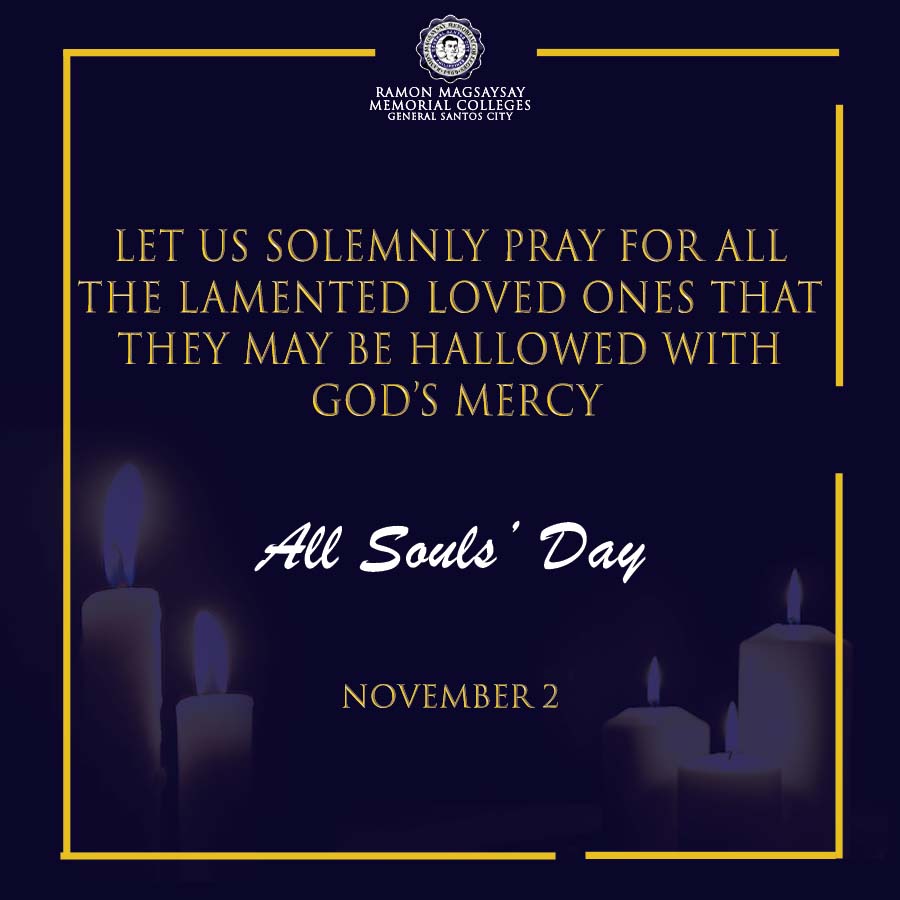 RAMON MAGSAYSAY
MEMORIAL COLLEGES
GENERAL SANTOS CITY
LET US SOLEMNLY PRAY FOR ALL
THE LAMENTED LOVED ONES THAT
THEY MAY BE HALLOWED WITH
GOD'S MERCY
All Souls' Day
NOVEMBER 2